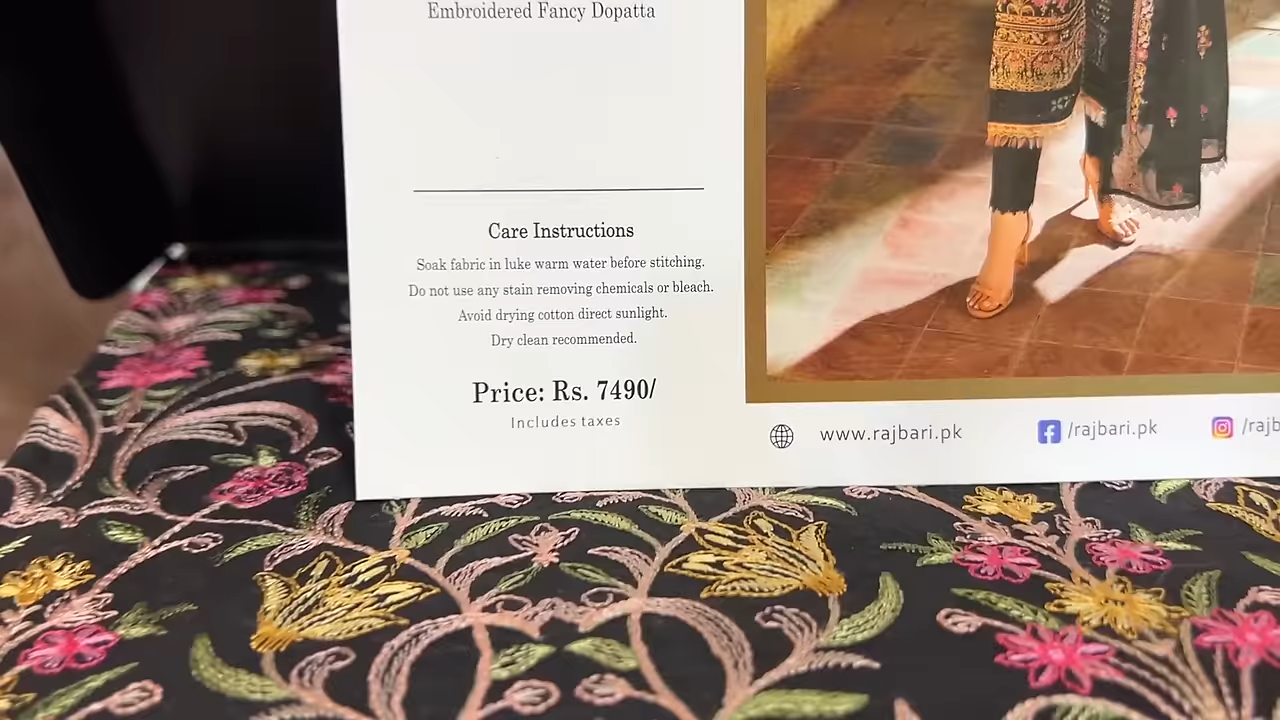 Embroidered Fancy Dopatta
Care Instructions
Soak fabric in luke warm water before stitching.
Do not use any stain removing chemicals or bleach.
Avoid drying cotton direct sunlight.
Dry clean recommended.
Price: Rs. 7490/
Includes taxes
www.rajbari.pk
/rajbari.pk
/rajb